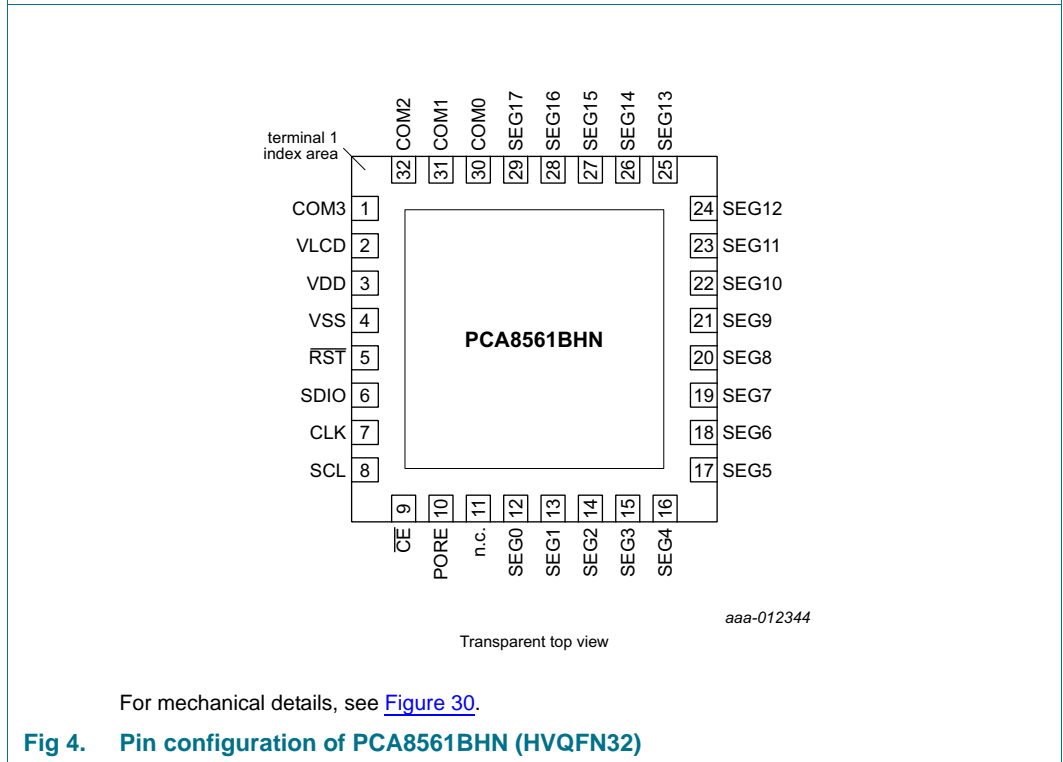 32 COM2
31 COM1
30 COM0
29 SEG17
28 SEG16
27 SEG15
26 SEG14
25 SEG13
terminal 1
index area
COM3 1
VLCD 2
VDD 3
VSS 4
R̅S̅T̅ 5
SDIO 6
CLK 7
SCL 8
PCA8561BHN
24 SEG12
23 SEG11
22 SEG10
21 SEG9
20 SEG8
19 SEG7
18 SEG6
17 SEG5
C̅E̅ 9
PORE 10
n.c. 11
SEG0 12
SEG1 13
SEG2 14
SEG3 15
SEG4 16
aaa-012344
Transparent top view
For mechanical details, see Figure 30.
Fig 4. Pin configuration of PCA8561BHN (HVQFN32)